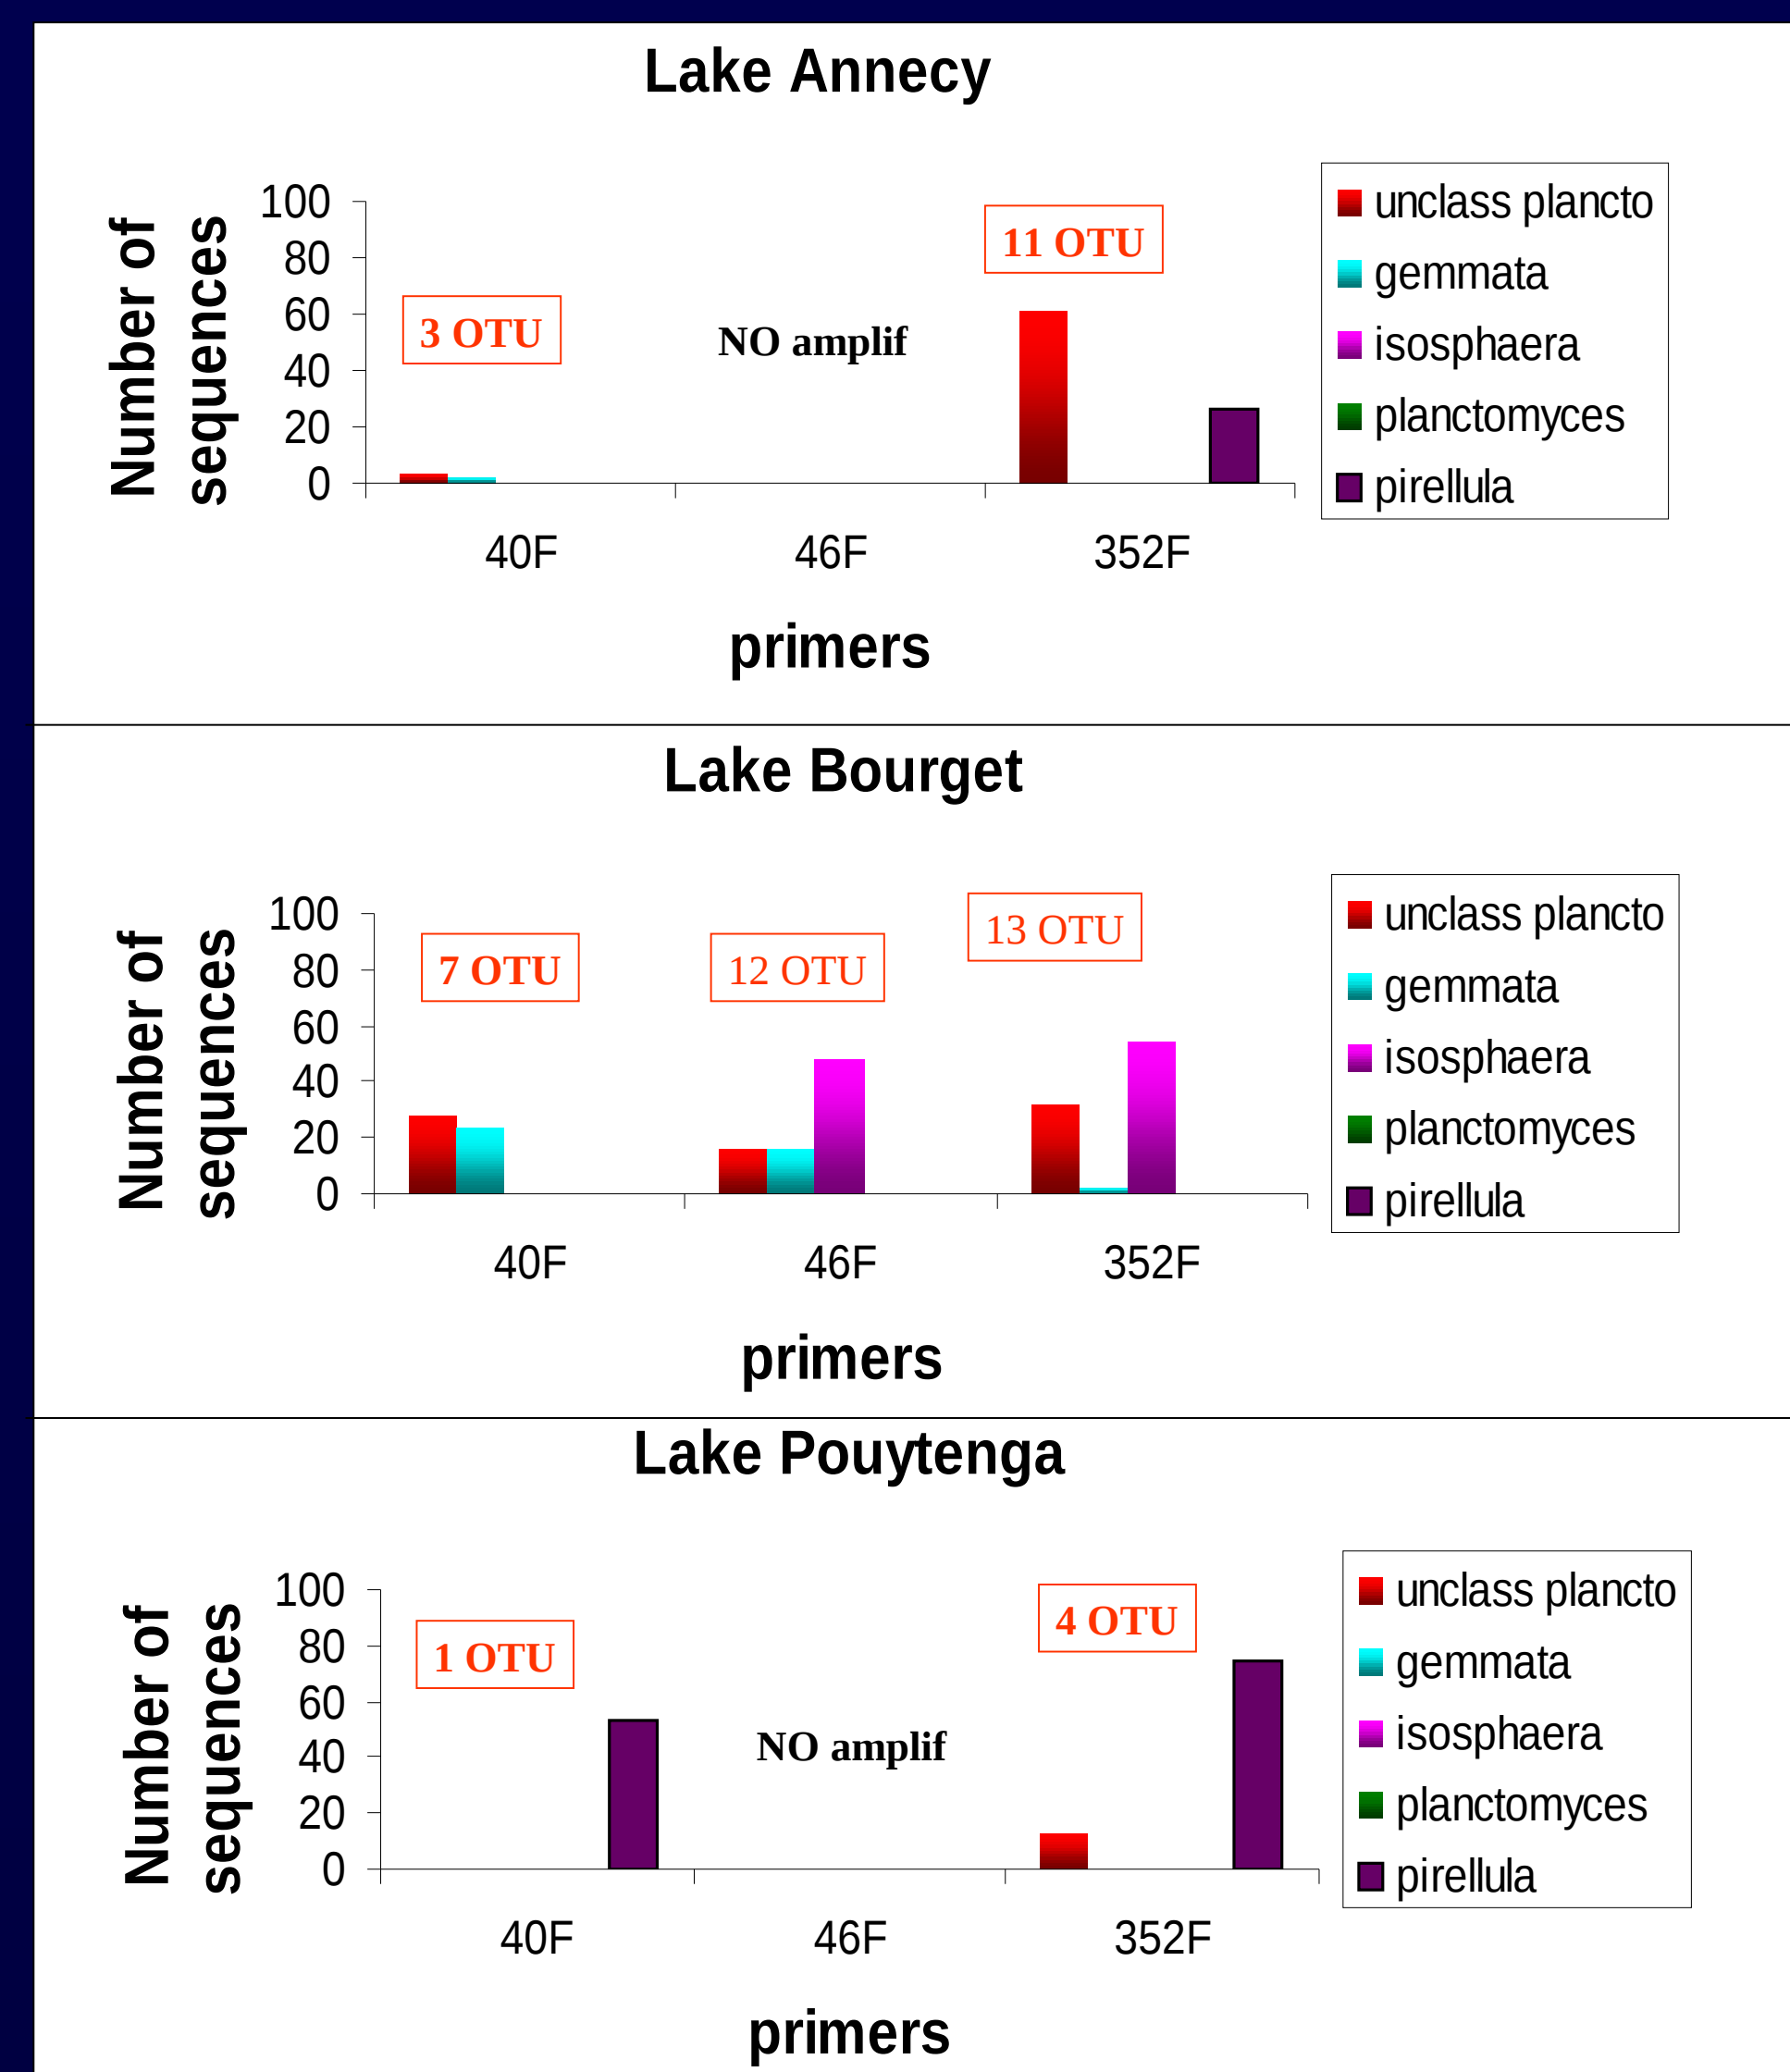 Lake Annecy
Number of
sequences
100
80
60
40
20
0
3 OTU
NO amplif
11 OTU
40F
46F
352F
primers
unclass plancto
gemmata
isosphaera
planctomyces
pirellula
Lake Bourget
Number of
sequences
100
80
60
40
20
0
7 OTU
12 OTU
13 OTU
40F
46F
352F
primers
unclass plancto
gemmata
isosphaera
planctomyces
pirellula
Lake Pouytenga
Number of
sequences
100
80
60
40
20
0
1 OTU
NO amplif
4 OTU
40F
46F
352F
primers
unclass plancto
gemmata
isosphaera
planctomyces
pirellula